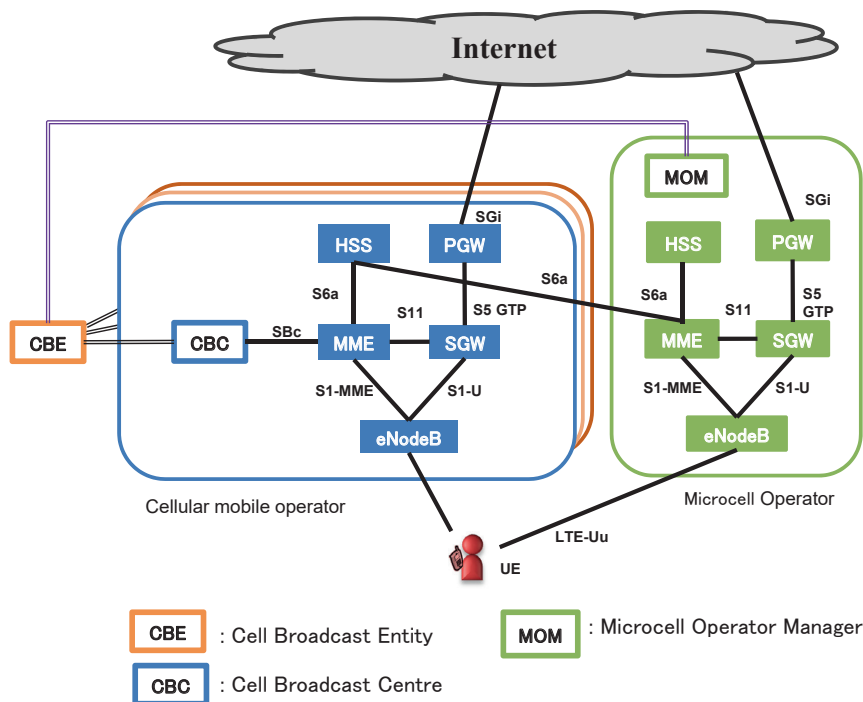 Internet
MOM
SGi
SGi
HSS
PGW
HSS
PGW
S6a
S6a
S6a
S11
S5 GTP
S11
S5
GTP
CBE
CBC
SBc
MME
SGW
MME
SGW
S1-MME
S1-U
S1-MME
S1-U
eNodeB
eNodeB
Cellular mobile operator
Microcell Operator
LTE-Uu
UE
CBE : Cell Broadcast Entity
MOM : Microcell Operator Manager
CBC : Cell Broadcast Centre